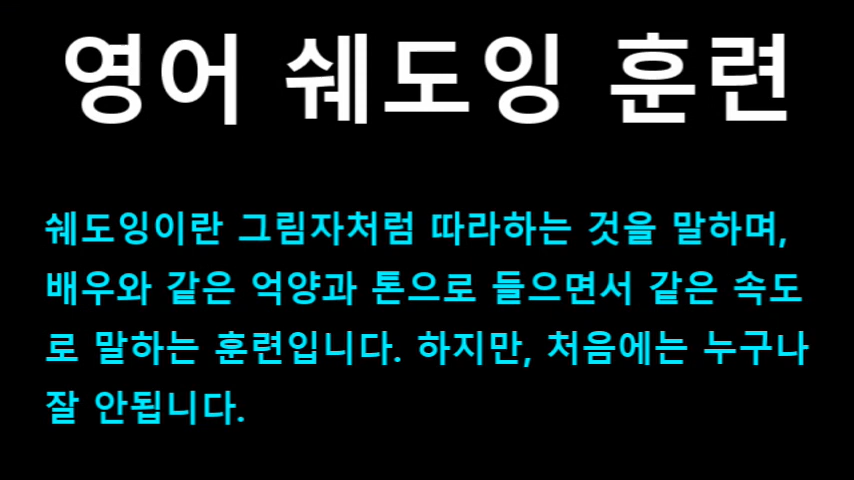 영어 쉐도잉 훈련
쉐도잉이란 그림자처럼 따라하는 것을 말하며,
배우와 같은 억양과 톤으로 들으면서 같은 속도
로 말하는 훈련입니다. 하지만, 처음에는 누구나
잘 안됩니다.